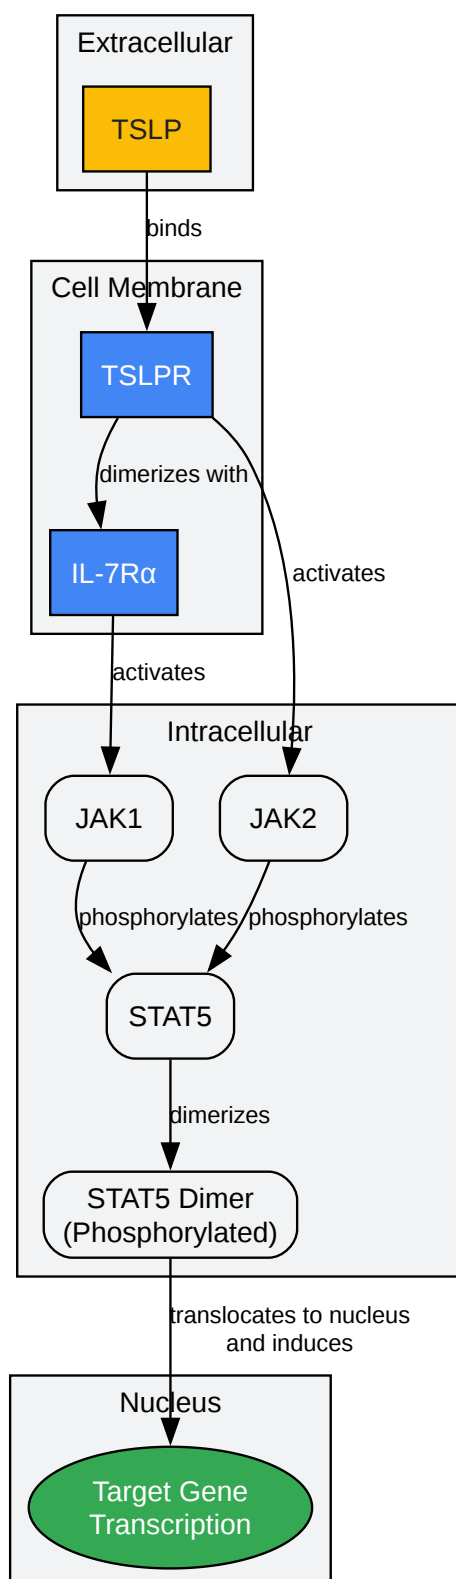 Extracellular
TSLP
binds
Cell Membrane
TSLPR
dimerizes with
IL-7Rα
activates
activates
Intracellular
JAK1
JAK2
phosphorylates
phosphorylates
STAT5
dimerizes
STAT5 Dimer
(Phosphorylated)
translocates to nucleus
and induces
Nucleus
Target Gene
Transcription